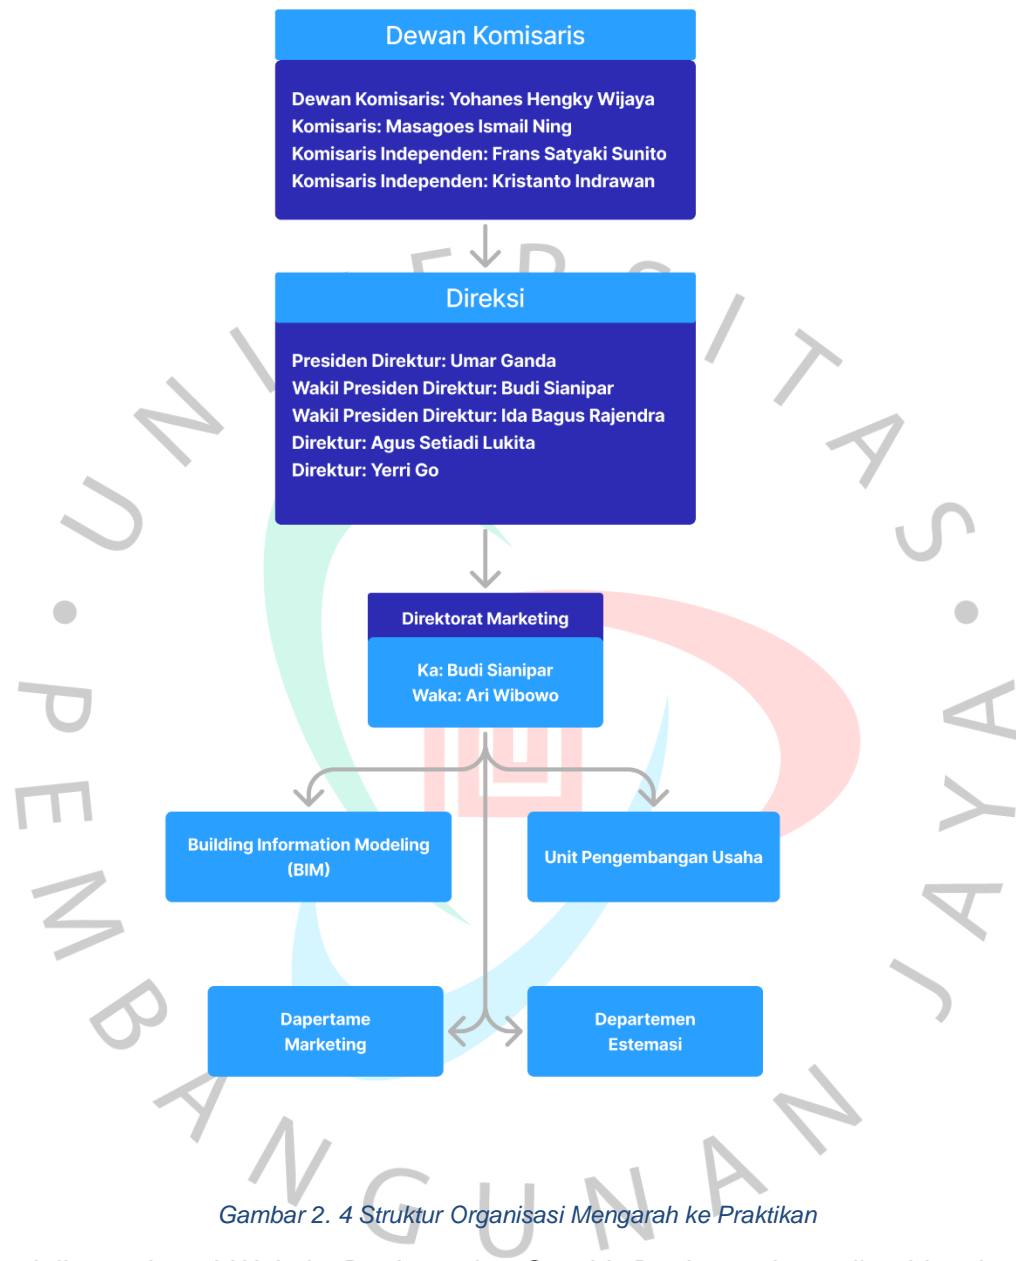 Dewan Komisaris
Dewan Komisaris: Yohanes Hengky Wijaya
Komisaris: Masagoes Ismail Ning
Komisaris Independen: Frans Satyaki Sunito
Komisaris Independen: Kristanto Indrawan
Direksi
Presiden Direktur: Umar Ganda
Wakil Presiden Direktur: Budi Sianipar
Wakil Presiden Direktur: Ida Bagus Rajendra
Direktur: Agus Setiadi Lukita
Direktur: Yerri Go
Direktorat Marketing
Ka: Budi Sianipar
Waka: Ari Wibowo
Building Information Modeling
(BIM)
Unit Pengembangan Usaha
Dapertame
Marketing
Departemen
Estemasi
Gambar 2. 4 Struktur Organisasi Mengarah ke Praktikan
UNIVERSITAS
PEMBANGUNAN JAYA